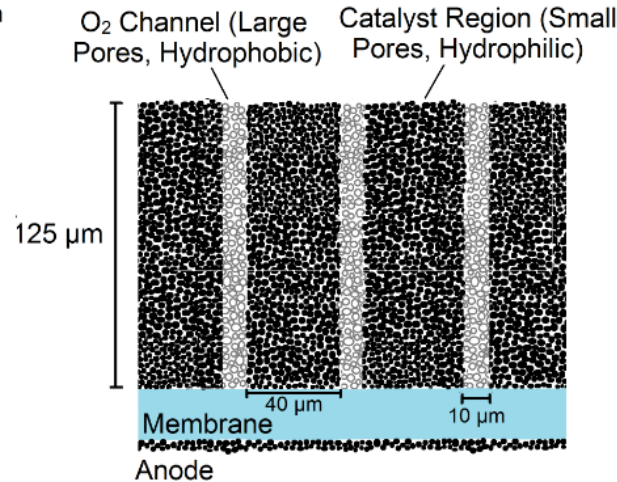 O₂ Channel (Large
Pores, Hydrophobic)
Catalyst Region (Small
Pores, Hydrophilic)
125 µm
40 µm
10 µm
Membrane
Anode